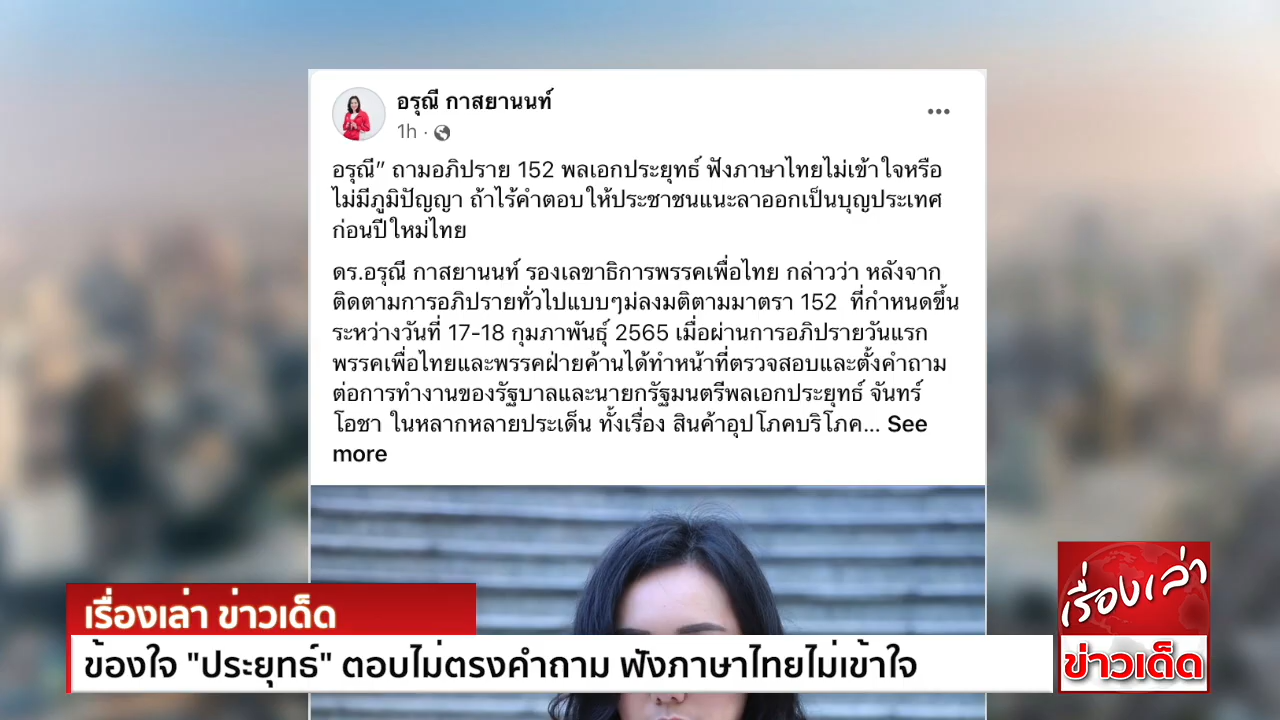 อรุณี กาสยานนท์
1h ·
อรุณี” ถามอภิปราย 152 พลเอกประยุทธ์ ฟังภาษาไทยไม่เข้าใจหรือ
ไม่มีภูมิปัญญา ถ้าไร้คำตอบให้ประชาชนแนะลาออกเป็นบุญประเทศ
ก่อนปีใหม่ไทย
ดร.อรุณี กาสยานนท์ รองเลขาธิการพรรคเพื่อไทย กล่าวว่า หลังจาก
ติดตามการอภิปรายทั่วไปแบบๆม่ลงมติตามมาตรา 152 ที่กำหนดขึ้น
ระหว่างวันที่ 17-18 กุมภาพันธุ์ 2565 เมื่อผ่านการอภิปรายวันแรก
พรรคเพื่อไทยและพรรคฝ่ายค้านได้ทำหน้าที่ตรวจสอบและตั้งคำถาม
ต่อการทำงานของรัฐบาลและนายกรัฐมนตรีพลเอกประยุทธ์ จันทร์
โอชา ในหลากหลายประเด็น ทั้งเรื่อง สินค้าอุปโภคบริโภค... See
more
เรื่องเล่า ข่าวเด็ด
ข้องใจ "ประยุทธ์" ตอบไม่ตรงคำถาม ฟังภาษาไทยไม่เข้าใจ
เรื่องเล่า
ข่าวเด็ด